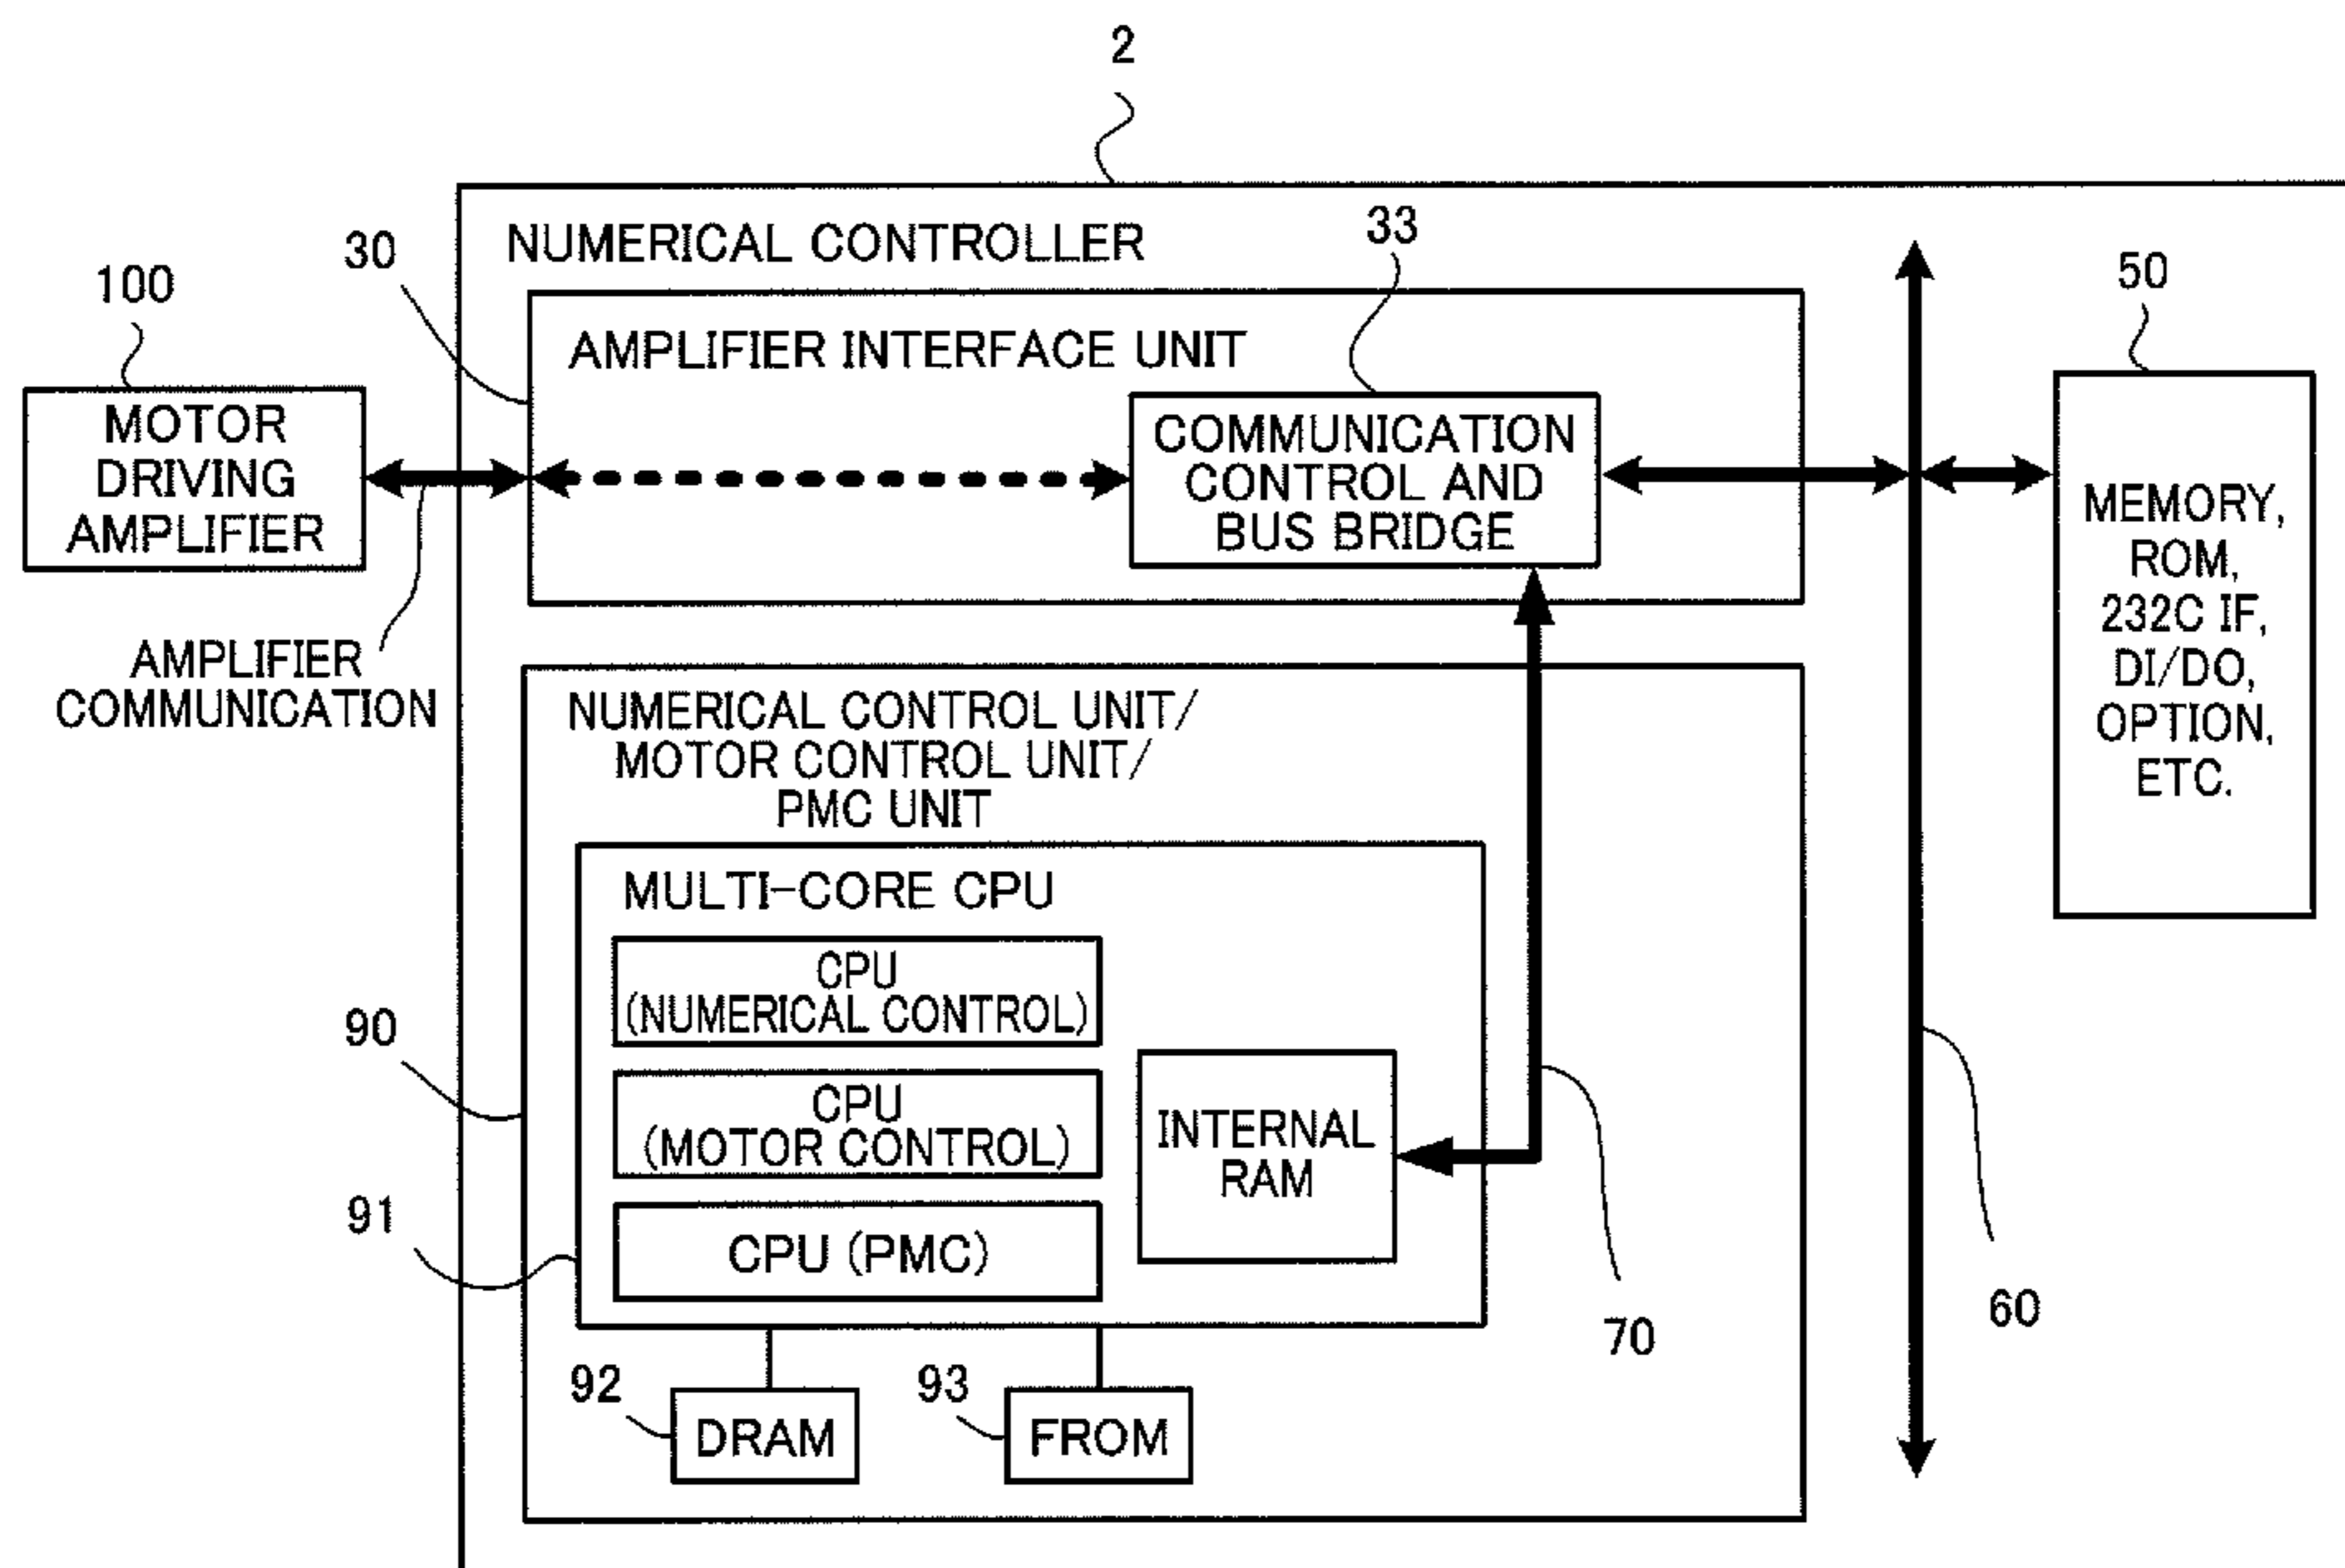 2
NUMERICAL CONTROLLER
30
33
100
50
AMPLIFIER INTERFACE UNIT
MOTOR
DRIVING
AMPLIFIER
COMMUNICATION
CONTROL AND
BUS BRIDGE
MEMORY,
ROM,
232C IF,
DI/DO,
OPTION,
ETC.
AMPLIFIER
COMMUNICATION
NUMERICAL CONTROL UNIT/
MOTOR CONTROL UNIT/
PMC UNIT
MULTI-CORE CPU
CPU
(NUMERICAL CONTROL)
90
CPU
(MOTOR CONTROL)
INTERNAL
RAM
91
CPU (PMC)
70
60
92
DRAM
93
FROM